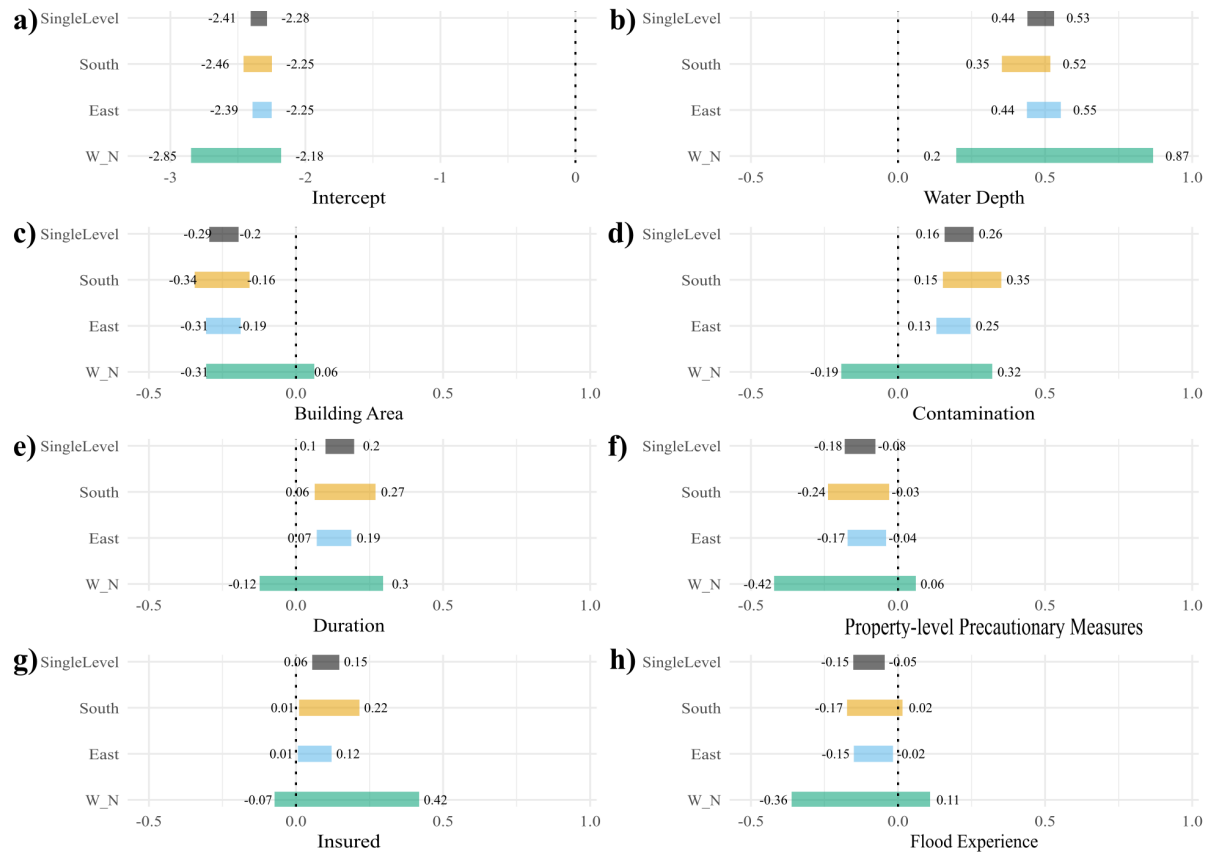 a)
SingleLevel -2.41 -2.28
South -2.46 -2.25
East -2.39 -2.25
W_N -2.85 -2.18
-3 -2 -1 0
Intercept
b)
SingleLevel 0.44 0.53
South 0.35 0.52
East 0.44 0.55
W_N 0.2 0.87
-0.5 0.0 0.5 1.0
Water Depth
c)
SingleLevel -0.29 -0.2
South -0.34 -0.16
East -0.31 -0.19
W_N -0.31 0.06
-0.5 0.0 0.5 1.0
Building Area
d)
SingleLevel 0.16 0.26
South 0.15 0.35
East 0.13 0.25
W_N -0.19 0.32
-0.5 0.0 0.5 1.0
Contamination
e)
SingleLevel 0.1 0.2
South 0.06 0.27
East 0.07 0.19
W_N -0.12 0.3
-0.5 0.0 0.5 1.0
Duration
f)
SingleLevel -0.18 -0.08
South -0.24 -0.03
East -0.17 -0.04
W_N -0.42 0.06
-0.5 0.0 0.5 1.0
Property-level Precautionary Measures
g)
SingleLevel 0.06 0.15
South 0.01 0.22
East 0.01 0.12
W_N -0.07 0.42
-0.5 0.0 0.5 1.0
Insured
h)
SingleLevel -0.15 -0.05
South -0.17 0.02
East -0.15 -0.02
W_N -0.36 0.11
-0.5 0.0 0.5 1.0
Flood Experience